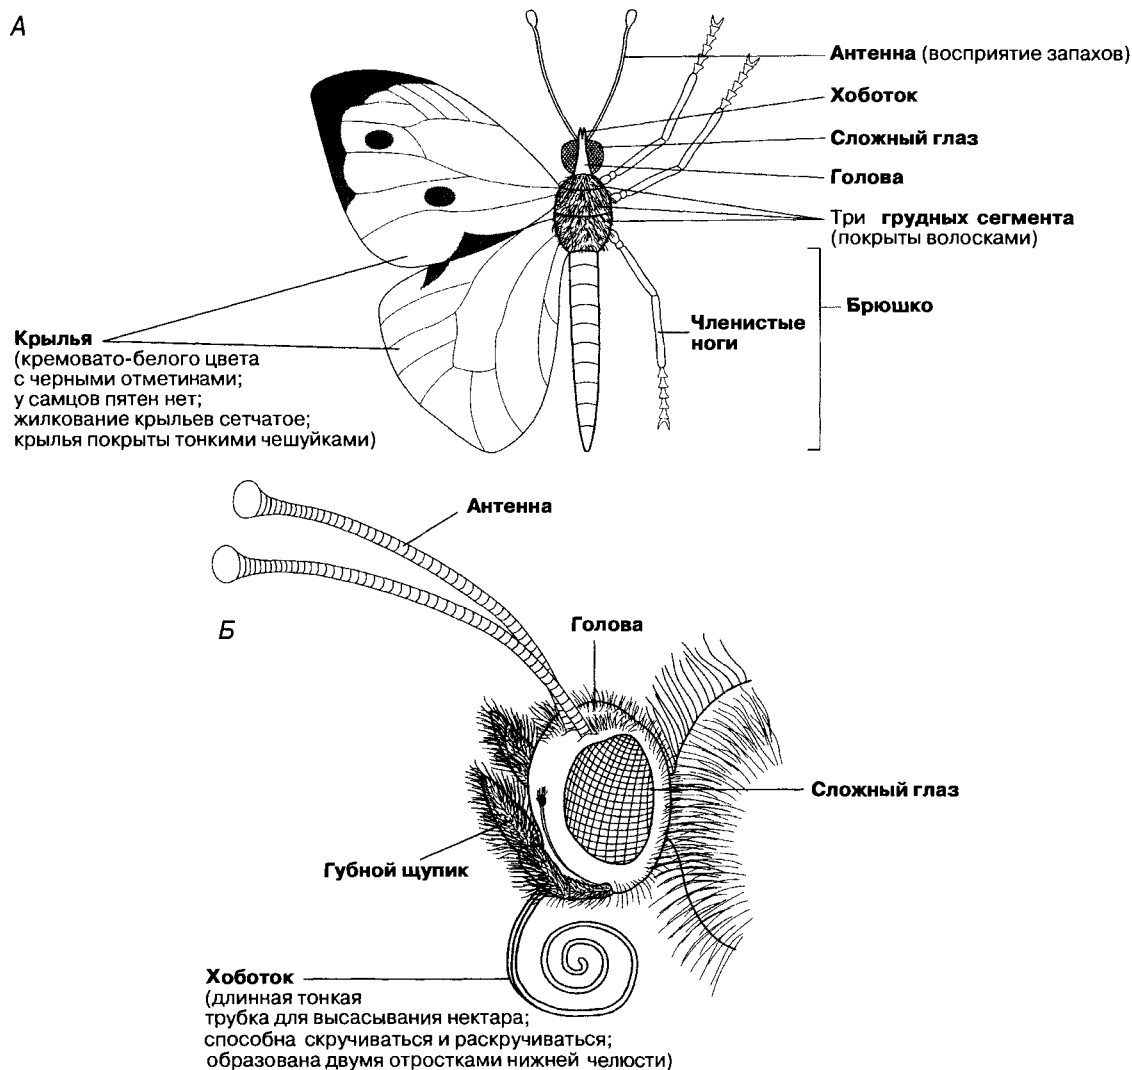 А
Антенна (восприятие запахов)
Хоботок
Сложный глаз
Голова
Три грудных сегмента
(покрыты волосками)
Брюшко
Членистые
ноги
Крылья
(кремовато-белого цвета
с черными отметинами;
у самцов пятен нет;
жилкование крыльев сетчатое;
крылья покрыты тонкими чешуйками)
Антенна
Б
Голова
Сложный глаз
Губной щупик
Хоботок
(длинная тонкая
трубка для высасывания нектара;
способна скручиваться и раскручиваться;
образована двумя отростками нижней челюсти)